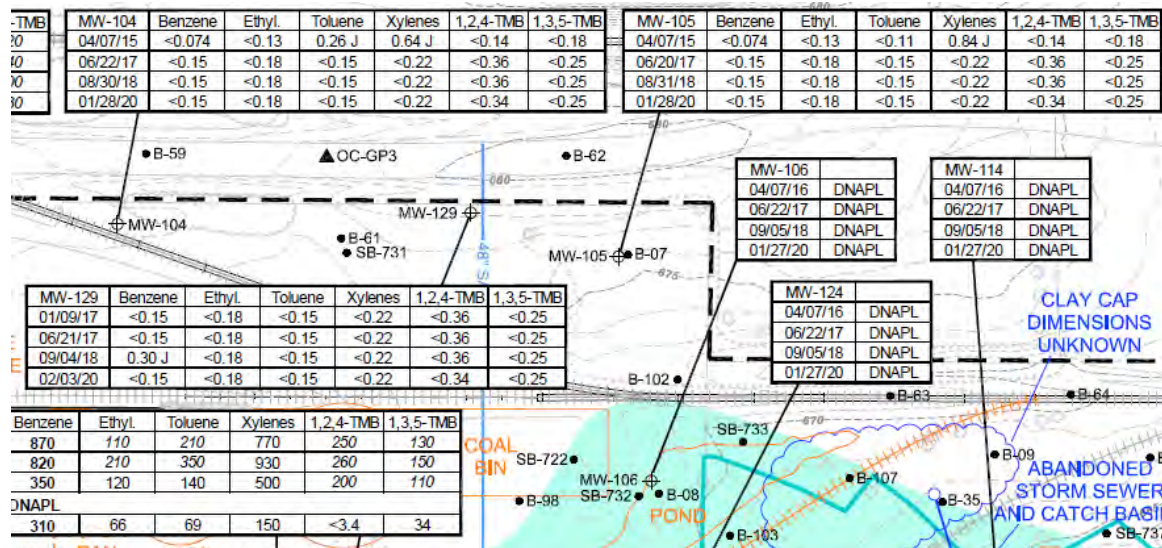 MW-104 Benzene Ethyl. Toluene Xylenes 1,2,4-TMB 1,3,5-TMB
04/07/15 <0.074 <0.13 0.26 J 0.64 J <0.14 <0.18
06/22/17 <0.15 <0.18 <0.15 <0.22 <0.36 <0.25
08/30/18 <0.15 <0.18 <0.15 <0.22 <0.36 <0.25
01/28/20 <0.15 <0.18 <0.15 <0.22 <0.34 <0.25
MW-105 Benzene Ethyl. Toluene Xylenes 1,2,4-TMB 1,3,5-TMB
04/07/15 <0.074 <0.13 <0.11 0.84 J <0.14 <0.18
06/20/17 <0.15 <0.18 <0.15 <0.22 <0.36 <0.25
08/31/18 <0.15 <0.18 <0.15 <0.22 <0.36 <0.25
01/28/20 <0.15 <0.18 <0.15 <0.22 <0.34 <0.25
680
B-59
OC-GP3
B-62
680
MW-106
04/07/16 DNAPL
06/22/17 DNAPL
09/05/18 DNAPL
01/27/20 DNAPL
MW-114
04/07/16 DNAPL
06/22/17 DNAPL
09/05/18 DNAPL
01/27/20 DNAPL
MW-104
MW-129
B-61
SB-731
48" S
MW-105
B-07
675
MW-129 Benzene Ethyl. Toluene Xylenes 1,2,4-TMB 1,3,5-TMB
01/09/17 <0.15 <0.18 <0.15 <0.22 <0.36 <0.25
06/21/17 <0.15 <0.18 <0.15 <0.22 <0.36 <0.25
09/04/18 0.30 J <0.18 <0.15 <0.22 <0.36 <0.25
02/03/20 <0.15 <0.18 <0.15 <0.22 <0.34 <0.25
MW-124
04/07/16 DNAPL
06/22/17 DNAPL
09/05/18 DNAPL
01/27/20 DNAPL
CLAY CAP
DIMENSIONS
UNKNOWN
B-102
B-63
B-64
670
Benzene Ethyl. Toluene Xylenes 1,2,4-TMB 1,3,5-TMB
870 110 210 770 250 130
820 210 350 930 260 150
350 120 140 500 200 110
DNAPL
310 66 69 150 <3.4 34
COAL
BIN
SB-733
SB-722
MW-106
SB-732
B-08
B-98
POND
B-107
B-09
B-35
B-103
ABANDONED
STORM SEWER
AND CATCH BASIN
SB-737